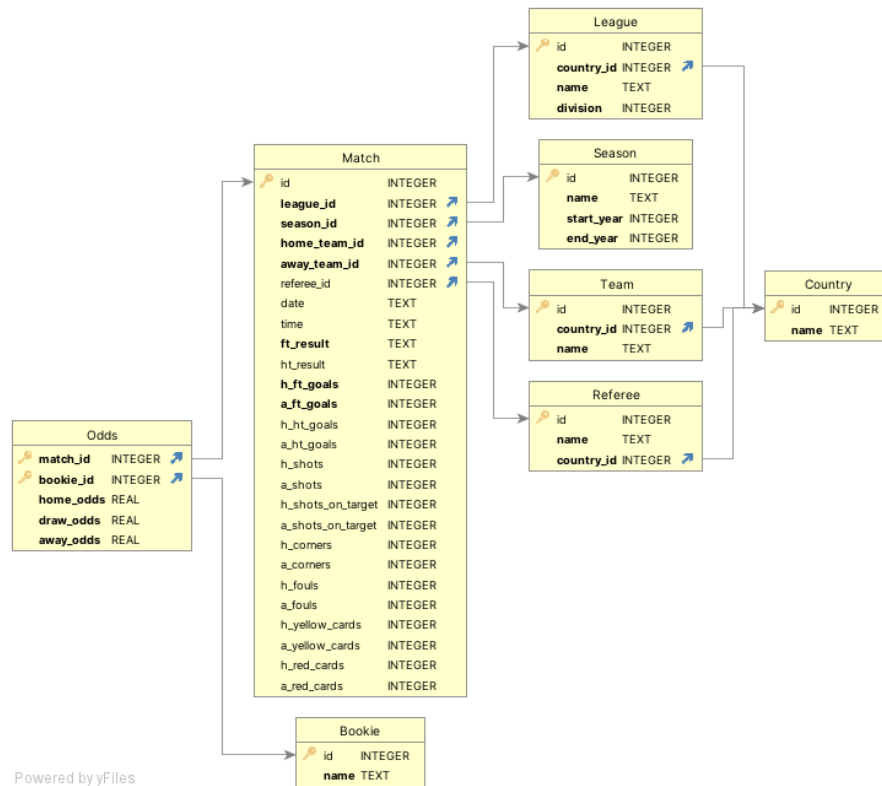 League
id INTEGER
country_id INTEGER
name TEXT
division INTEGER
Season
id INTEGER
name TEXT
start_year INTEGER
end_year INTEGER
Match
id INTEGER
league_id INTEGER
season_id INTEGER
home_team_id INTEGER
away_team_id INTEGER
referee_id INTEGER
date TEXT
time TEXT
ft_result TEXT
ht_result TEXT
h_ft_goals INTEGER
a_ft_goals INTEGER
h_ht_goals INTEGER
a_ht_goals INTEGER
h_shots INTEGER
a_shots INTEGER
h_shots_on_target INTEGER
a_shots_on_target INTEGER
h_corners INTEGER
a_corners INTEGER
h_fouls INTEGER
a_fouls INTEGER
h_yellow_cards INTEGER
a_yellow_cards INTEGER
h_red_cards INTEGER
a_red_cards INTEGER
Team
id INTEGER
country_id INTEGER
name TEXT
Country
id INTEGER
name TEXT
Referee
id INTEGER
name TEXT
country_id INTEGER
Odds
match_id INTEGER
bookie_id INTEGER
home_odds REAL
draw_odds REAL
away_odds REAL
Bookie
id INTEGER
name TEXT
Powered by yFiles